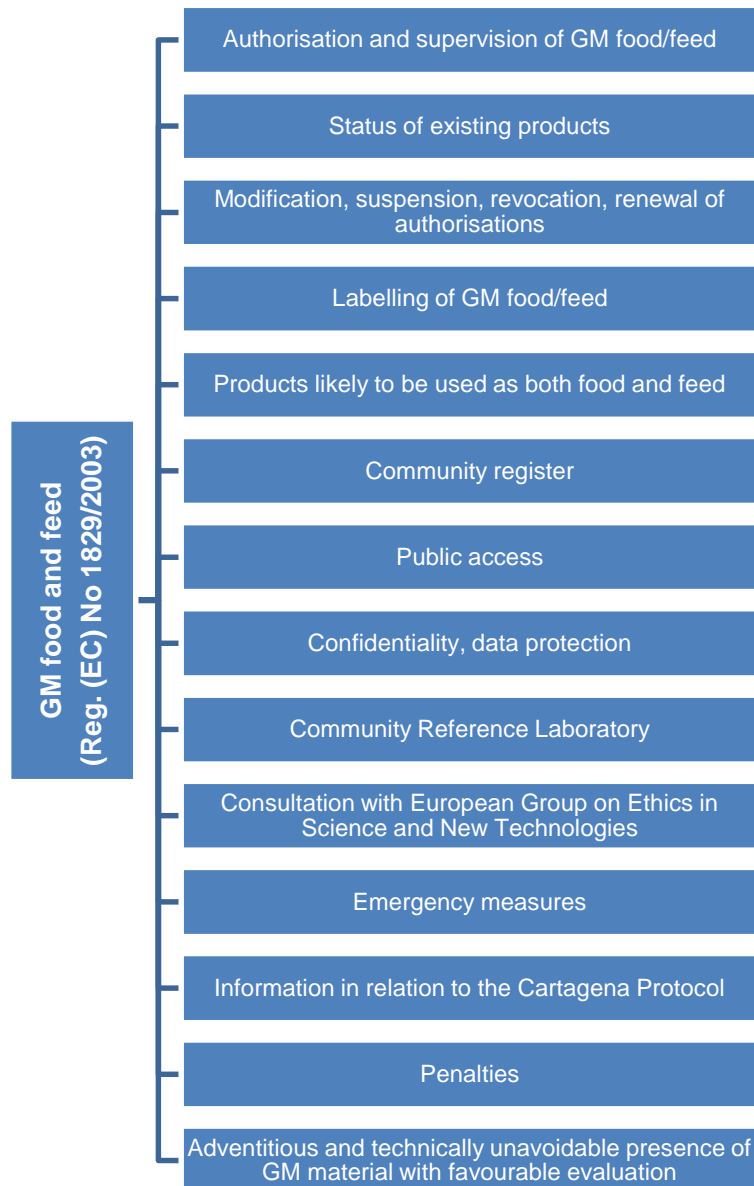 GM food and feed
(Reg. (EC) No 1829/2003)
Authorisation and supervision of GM food/feed
Status of existing products
Modification, suspension, revocation, renewal of
authorisations
Labelling of GM food/feed
Products likely to be used as both food and feed
Community register
Public access
Confidentiality, data protection
Community Reference Laboratory
Consultation with European Group on Ethics in
Science and New Technologies
Emergency measures
Information in relation to the Cartagena Protocol
Penalties
Adventitious and technically unavoidable presence of
GM material with favourable evaluation